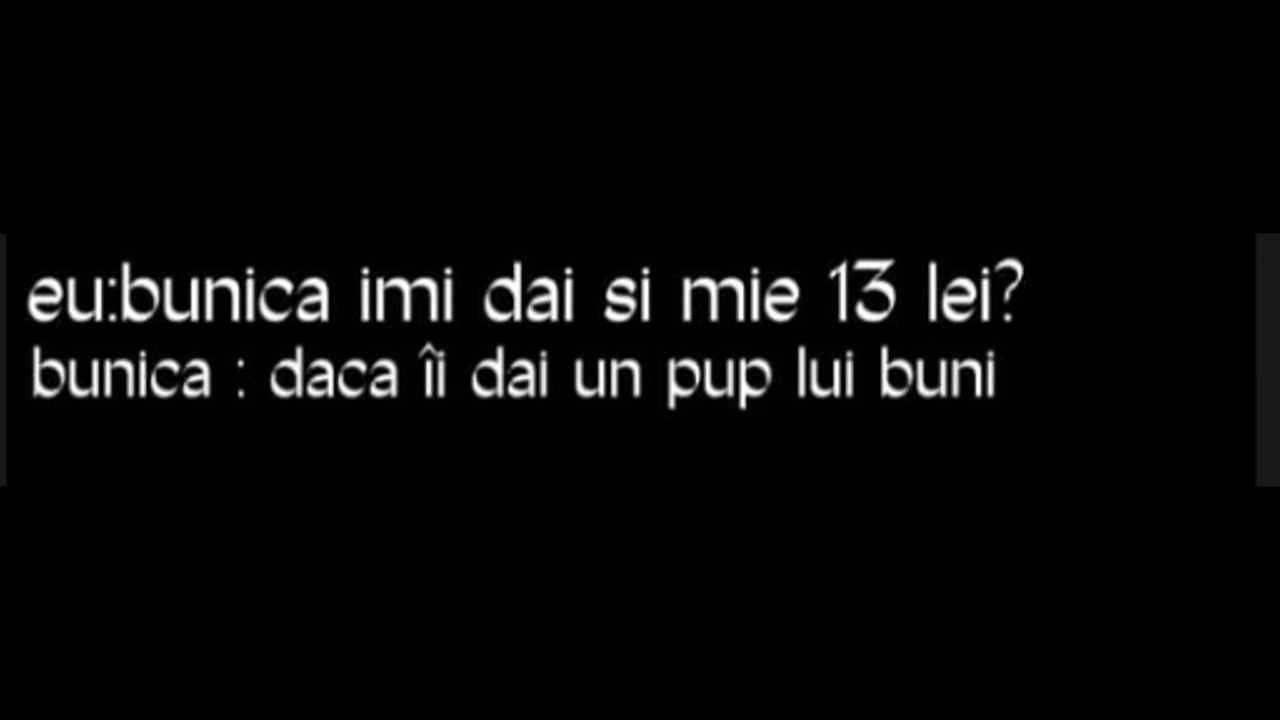 eu:bunica imi dai si mie 13 lei?
bunica : daca îi dai un pup lui buni